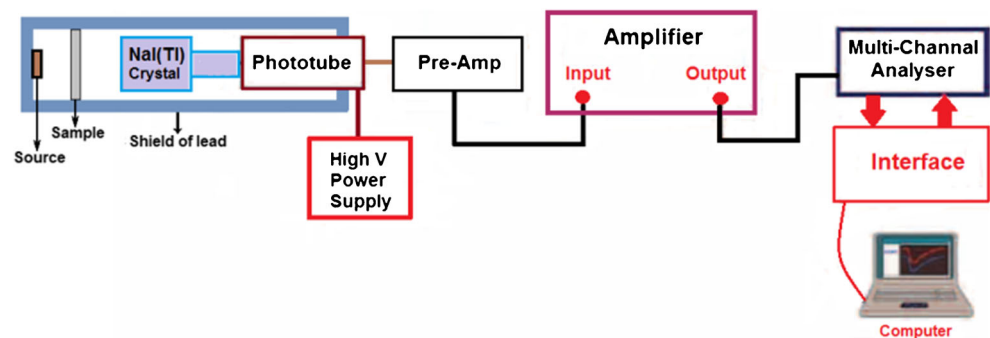 NaI(Tl)
Crystal
Phototube
Pre-Amp
Amplifier
Input
Output
Multi-Channal
Analyser
Sample
Source
Shield of lead
High V
Power
Supply
Interface
Computer